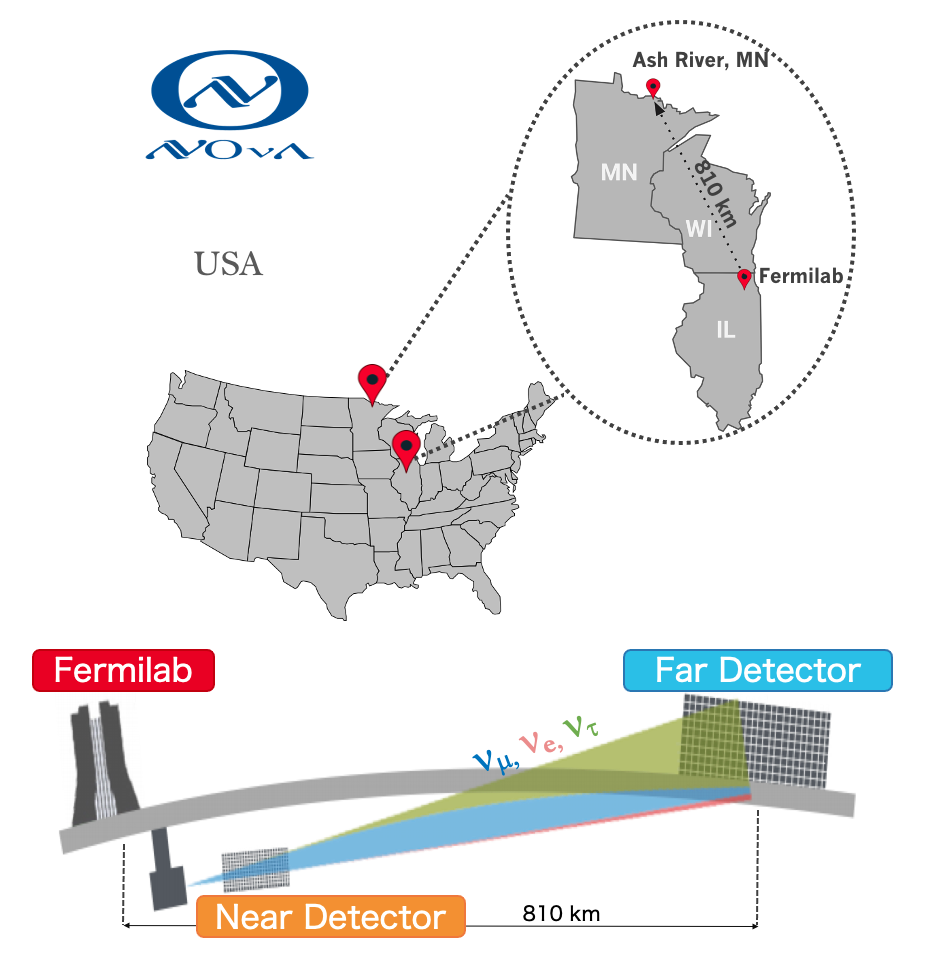 NOνA
USA
Ash River, MN
MN
810 km
WI
Fermilab
IL
Fermilab
Far Detector
νμ, νe, ντ
Near Detector
810 km